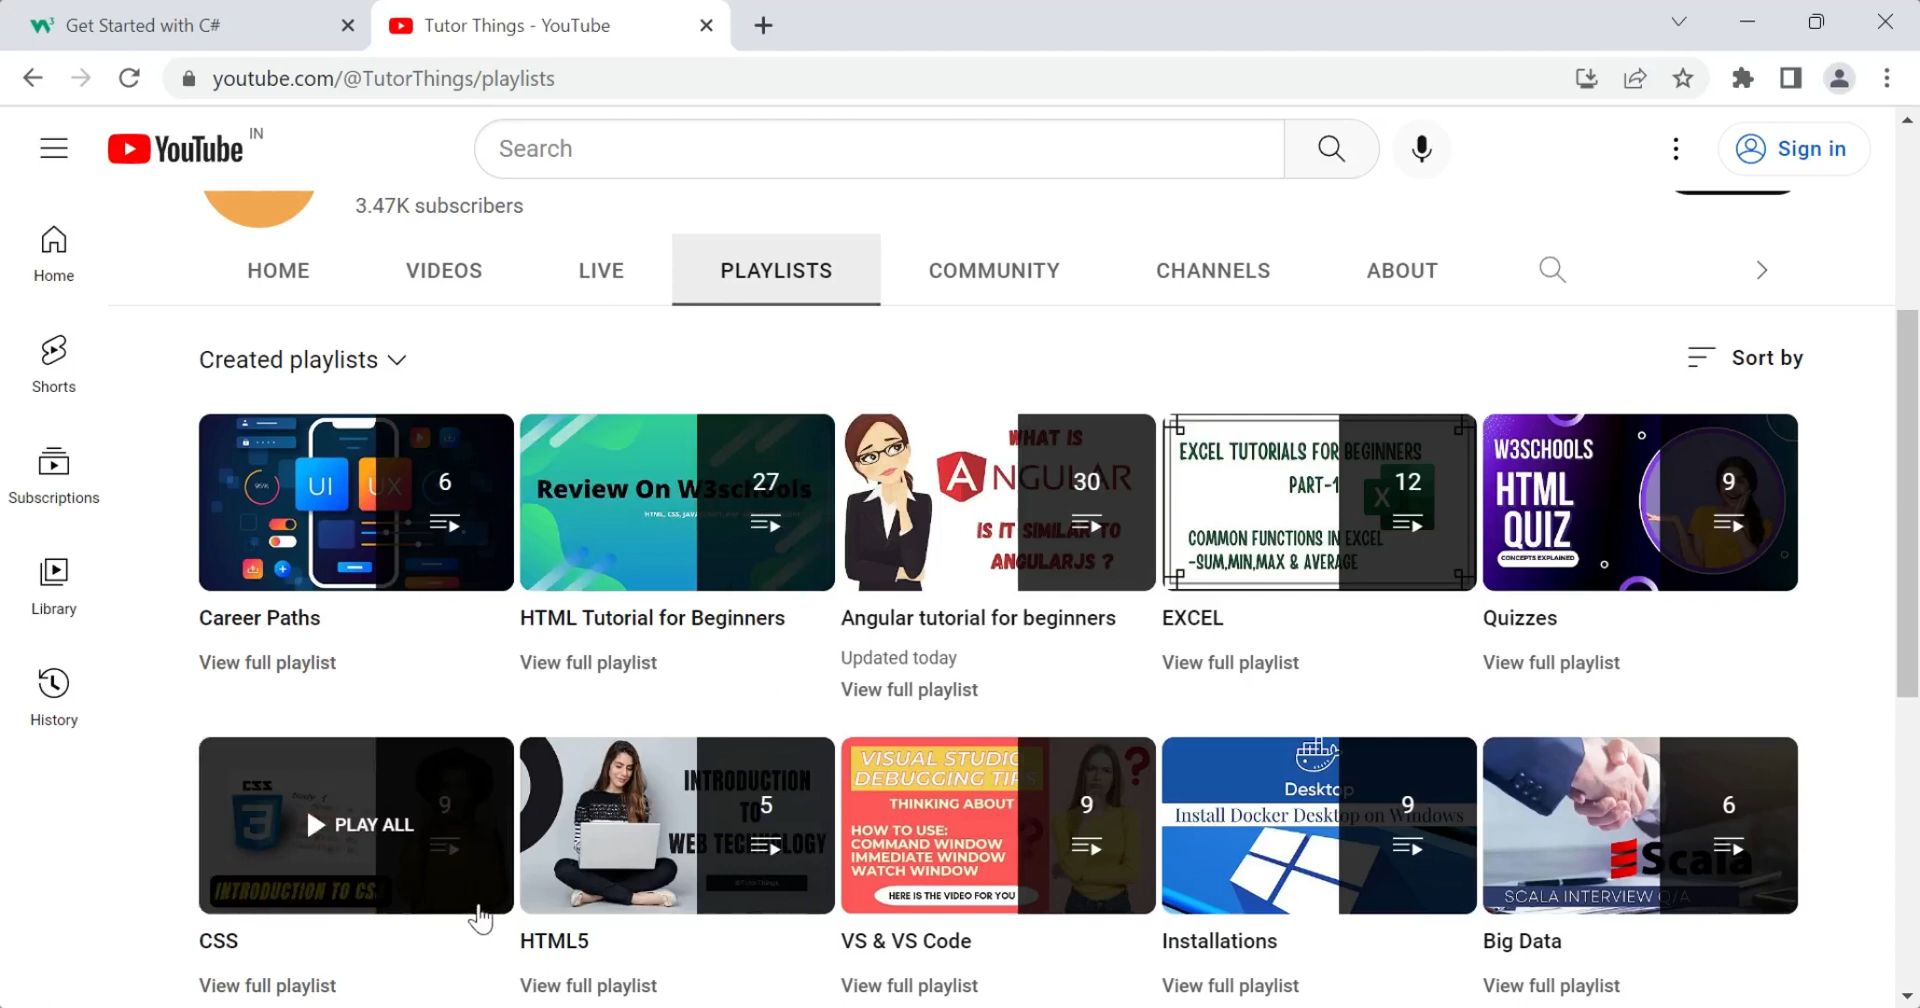 Get Started with C#
Tutor Things - YouTube
youtube.com/@TutorThings/playlists
YouTube IN
Search
Sign in
3.47K subscribers
HOME VIDEOS LIVE PLAYLISTS COMMUNITY CHANNELS ABOUT
Home
Shorts
Subscriptions
Library
History
Created playlists
Sort by
UI UX
6
Career Paths
View full playlist
Review On W3schools
27
HTML Tutorial for Beginners
View full playlist
WHAT IS
ANGULAR
IS IT SIMILAR TO
ANGULARJS ?
30
Angular tutorial for beginners
Updated today
View full playlist
EXCEL TUTORIALS FOR BEGINNERS
PART-1
COMMON FUNCTIONS IN EXCEL
-SUM,MIN,MAX & AVERAGE
12
EXCEL
View full playlist
W3SCHOOLS
HTML
QUIZ
CONCEPTS EXPLAINED
9
Quizzes
View full playlist
CSS
3
PLAY ALL
9
INTRODUCTION TO CS
CSS
View full playlist
INTRODUCTION
TO
WEB TECHNOLOGY
@TutorThings
5
HTML5
View full playlist
VISUAL STUDIO
DEBUGGING TIPS
THINKING ABOUT
HOW TO USE:
COMMAND WINDOW
IMMEDIATE WINDOW
WATCH WINDOW
HERE IS THE VIDEO FOR YOU
9
VS & VS Code
View full playlist
Desktop
Install Docker Desktop on Windows
9
Installations
View full playlist
Scala
SCALA INTERVIEW Q/A
6
Big Data
View full playlist